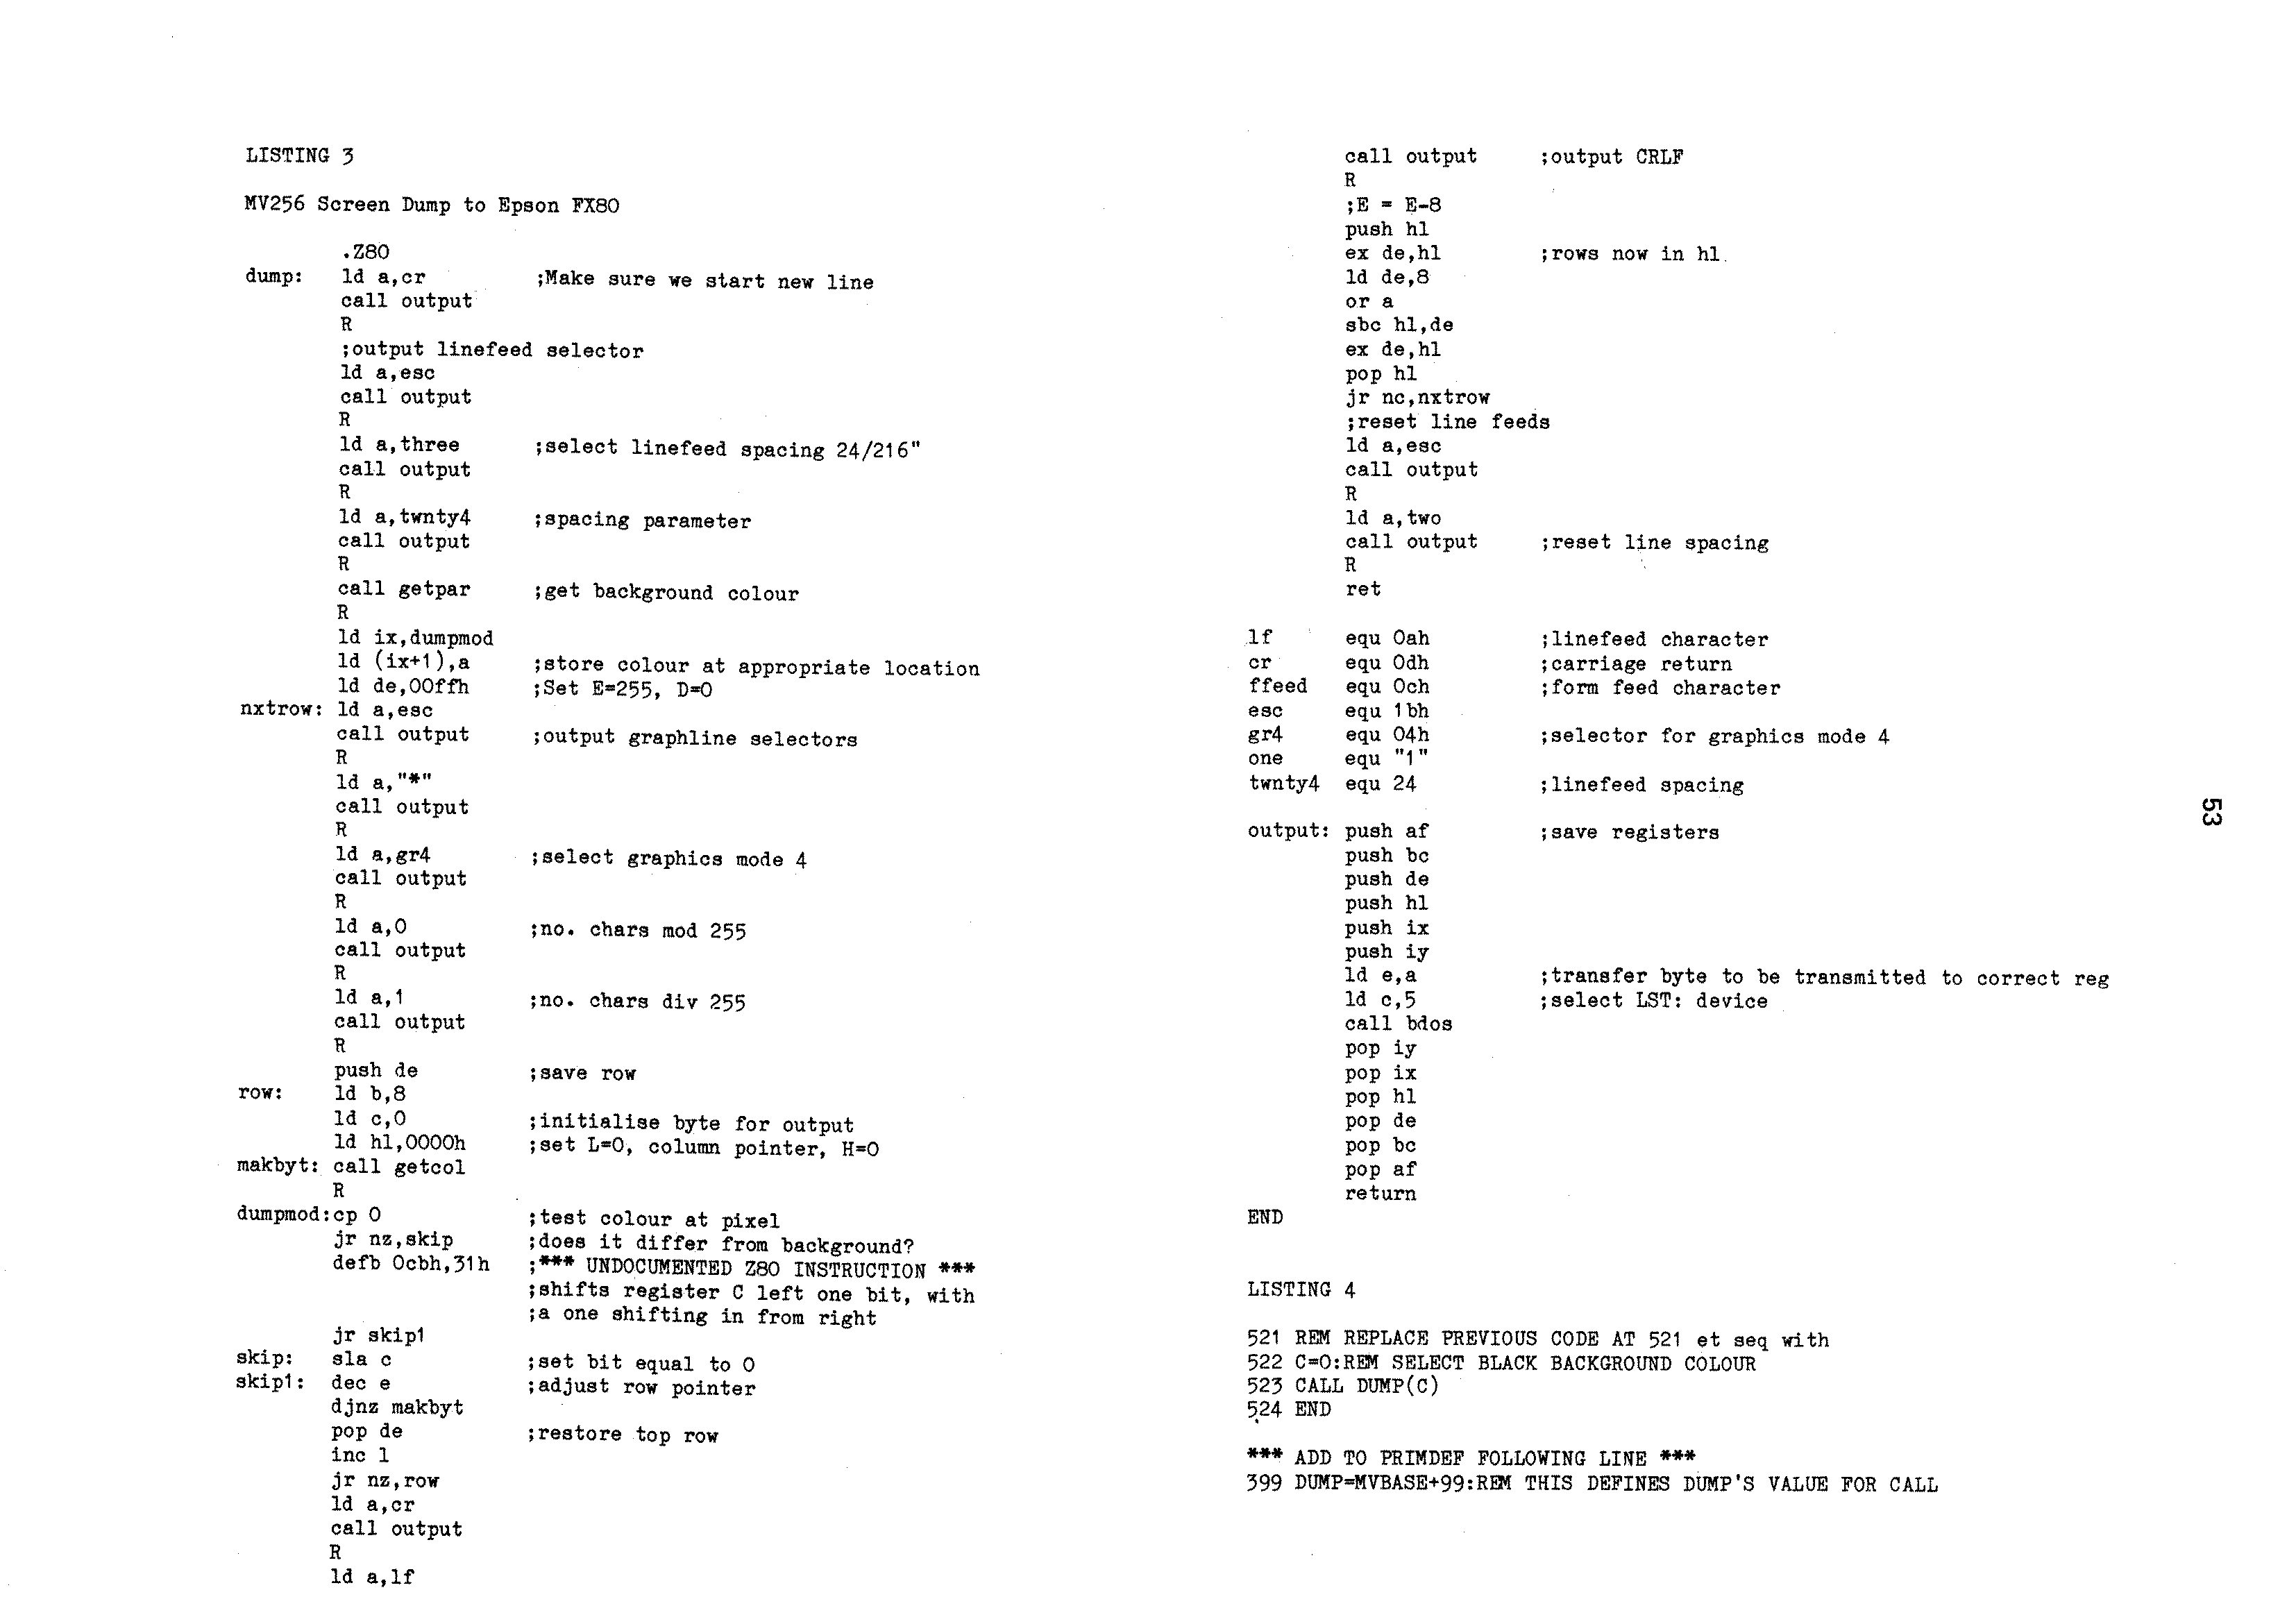 LISTING 3
MV256 Screen Dump to Epson FX80
.Z80
dump: ld a,cr ;Make sure we start new line
call output
R
;output linefeed selector
ld a,esc
call output
R
ld a,three ;select linefeed spacing 24/216"
call output
R
ld a,twnty4 ;spacing parameter
call output
R
call getpar ;get background colour
R
ld ix,dumpmod
ld (ix+1),a ;store colour at appropriate location
ld de,00ffh ;Set E=255, D=0
nxtrow: ld a,esc
call output ;output graphline selectors
R
ld a,"*"
call output
R
ld a,gr4 ;select graphics mode 4
call output
R
ld a,0 ;no. chars mod 255
call output
R
ld a,1 ;no. chars div 255
call output
R
push de ;save row
row: ld b,8
ld c,0 ;initialise byte for output
ld hl,0000h ;set L=0, column pointer, H=0
makbyt: call getcol
R
dumpmod:cp 0 ;test colour at pixel
jr nz,skip ;does it differ from background?
defb 0cbh,31h ;*** UNDOCUMENTED Z80 INSTRUCTION ***
;shifts register C left one bit, with
;a one shifting in from right
jr skip1
skip: sla c ;set bit equal to 0
skip1: dec e ;adjust row pointer
djnz makbyt
pop de ;restore top row
inc l
jr nz,row
ld a,cr
call output
R
ld a,lf
call output ;output CRLF
R
;E = E-8
push hl
ex de,hl ;rows now in hl
ld de,8
or a
sbc hl,de
ex de,hl
pop hl
jr nc,nxtrow
;reset line feeds
ld a,esc
call output
R
ld a,two
call output ;reset line spacing
R
ret
lf equ 0ah ;linefeed character
cr equ 0dh ;carriage return
ffeed equ 0ch ;form feed character
esc equ 1bh
gr4 equ 04h ;selector for graphics mode 4
one equ "1"
twnty4 equ 24 ;linefeed spacing
output: push af ;save registers
push bc
push de
push hl
push ix
push iy
ld e,a ;transfer byte to be transmitted to correct reg
ld c,5 ;select LST: device
call bdos
pop iy
pop ix
pop hl
pop de
pop bc
pop af
return
END
LISTING 4
521 REM REPLACE PREVIOUS CODE AT 521 et seq with
522 C=0:REM SELECT BLACK BACKGROUND COLOUR
523 CALL DUMP(C)
524 END
*** ADD TO PRIMDEF FOLLOWING LINE ***
399 DUMP=MVBASE+99:REM THIS DEFINES DUMP'S VALUE FOR CALL
53